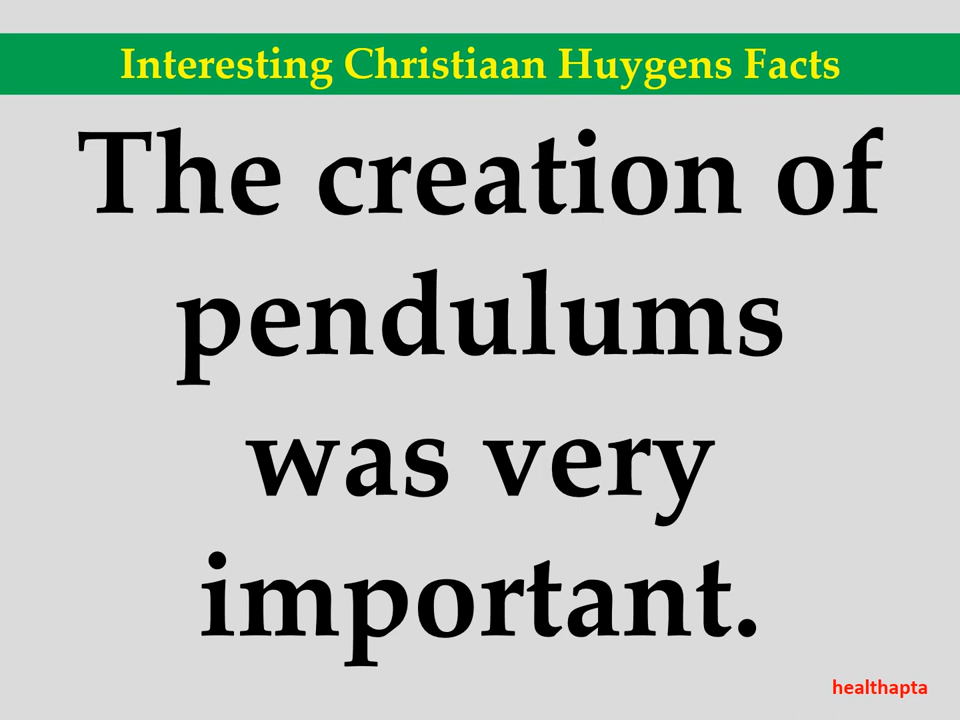 Interesting Christiaan Huygens Facts
The creation of
pendulums
was very
important.
healthapta